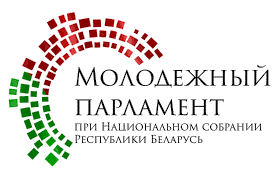 Молодежный
парламент
при Национальном собрании
Республики Беларусь